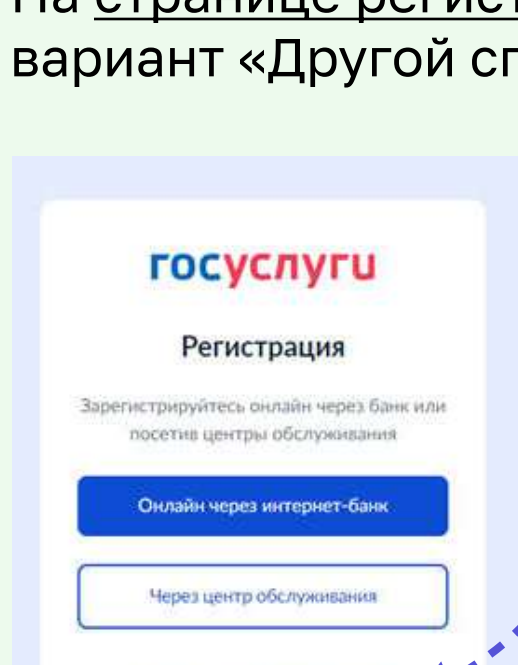 вариант «Другой
госуслуги
Регистрация
Зарегистрируйтесь онлайн через банк или
посетив центры обслуживания
Онлайн через интернет-банк
Через центр обслуживания